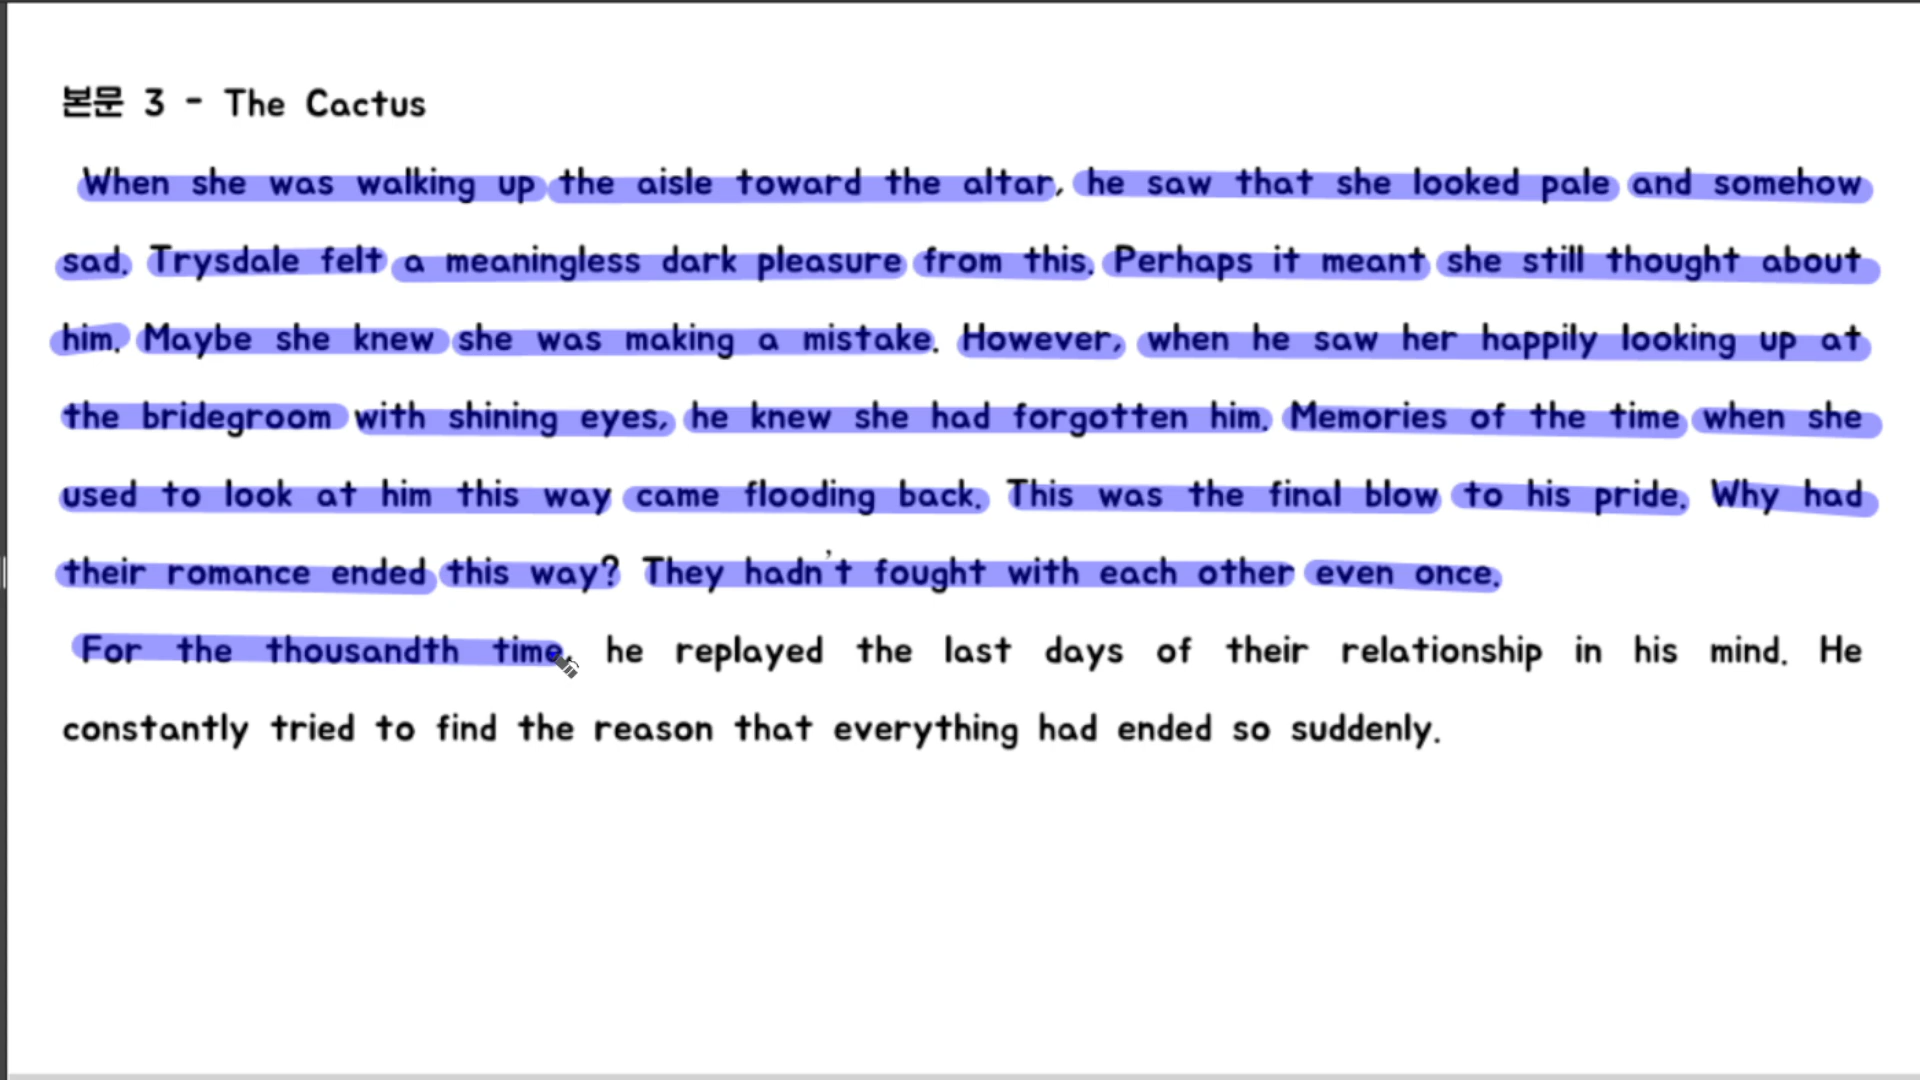 본문 3 - The Cactus
When she was walking up the aisle toward the altar, he saw that she looked pale and somehow
sad. Trysdale felt a meaningless dark pleasure from this. Perhaps it meant she still thought about
him. Maybe she knew she was making a mistake. However, when he saw her happily looking up at
the bridegroom with shining eyes, he knew she had forgotten him. Memories of the time when she
used to look at him this way came flooding back. This was the final blow to his pride. Why had
their romance ended this way? They hadn't fought with each other even once.
For the thousandth time, he replayed the last days of their relationship in his mind. He
constantly tried to find the reason that everything had ended so suddenly.